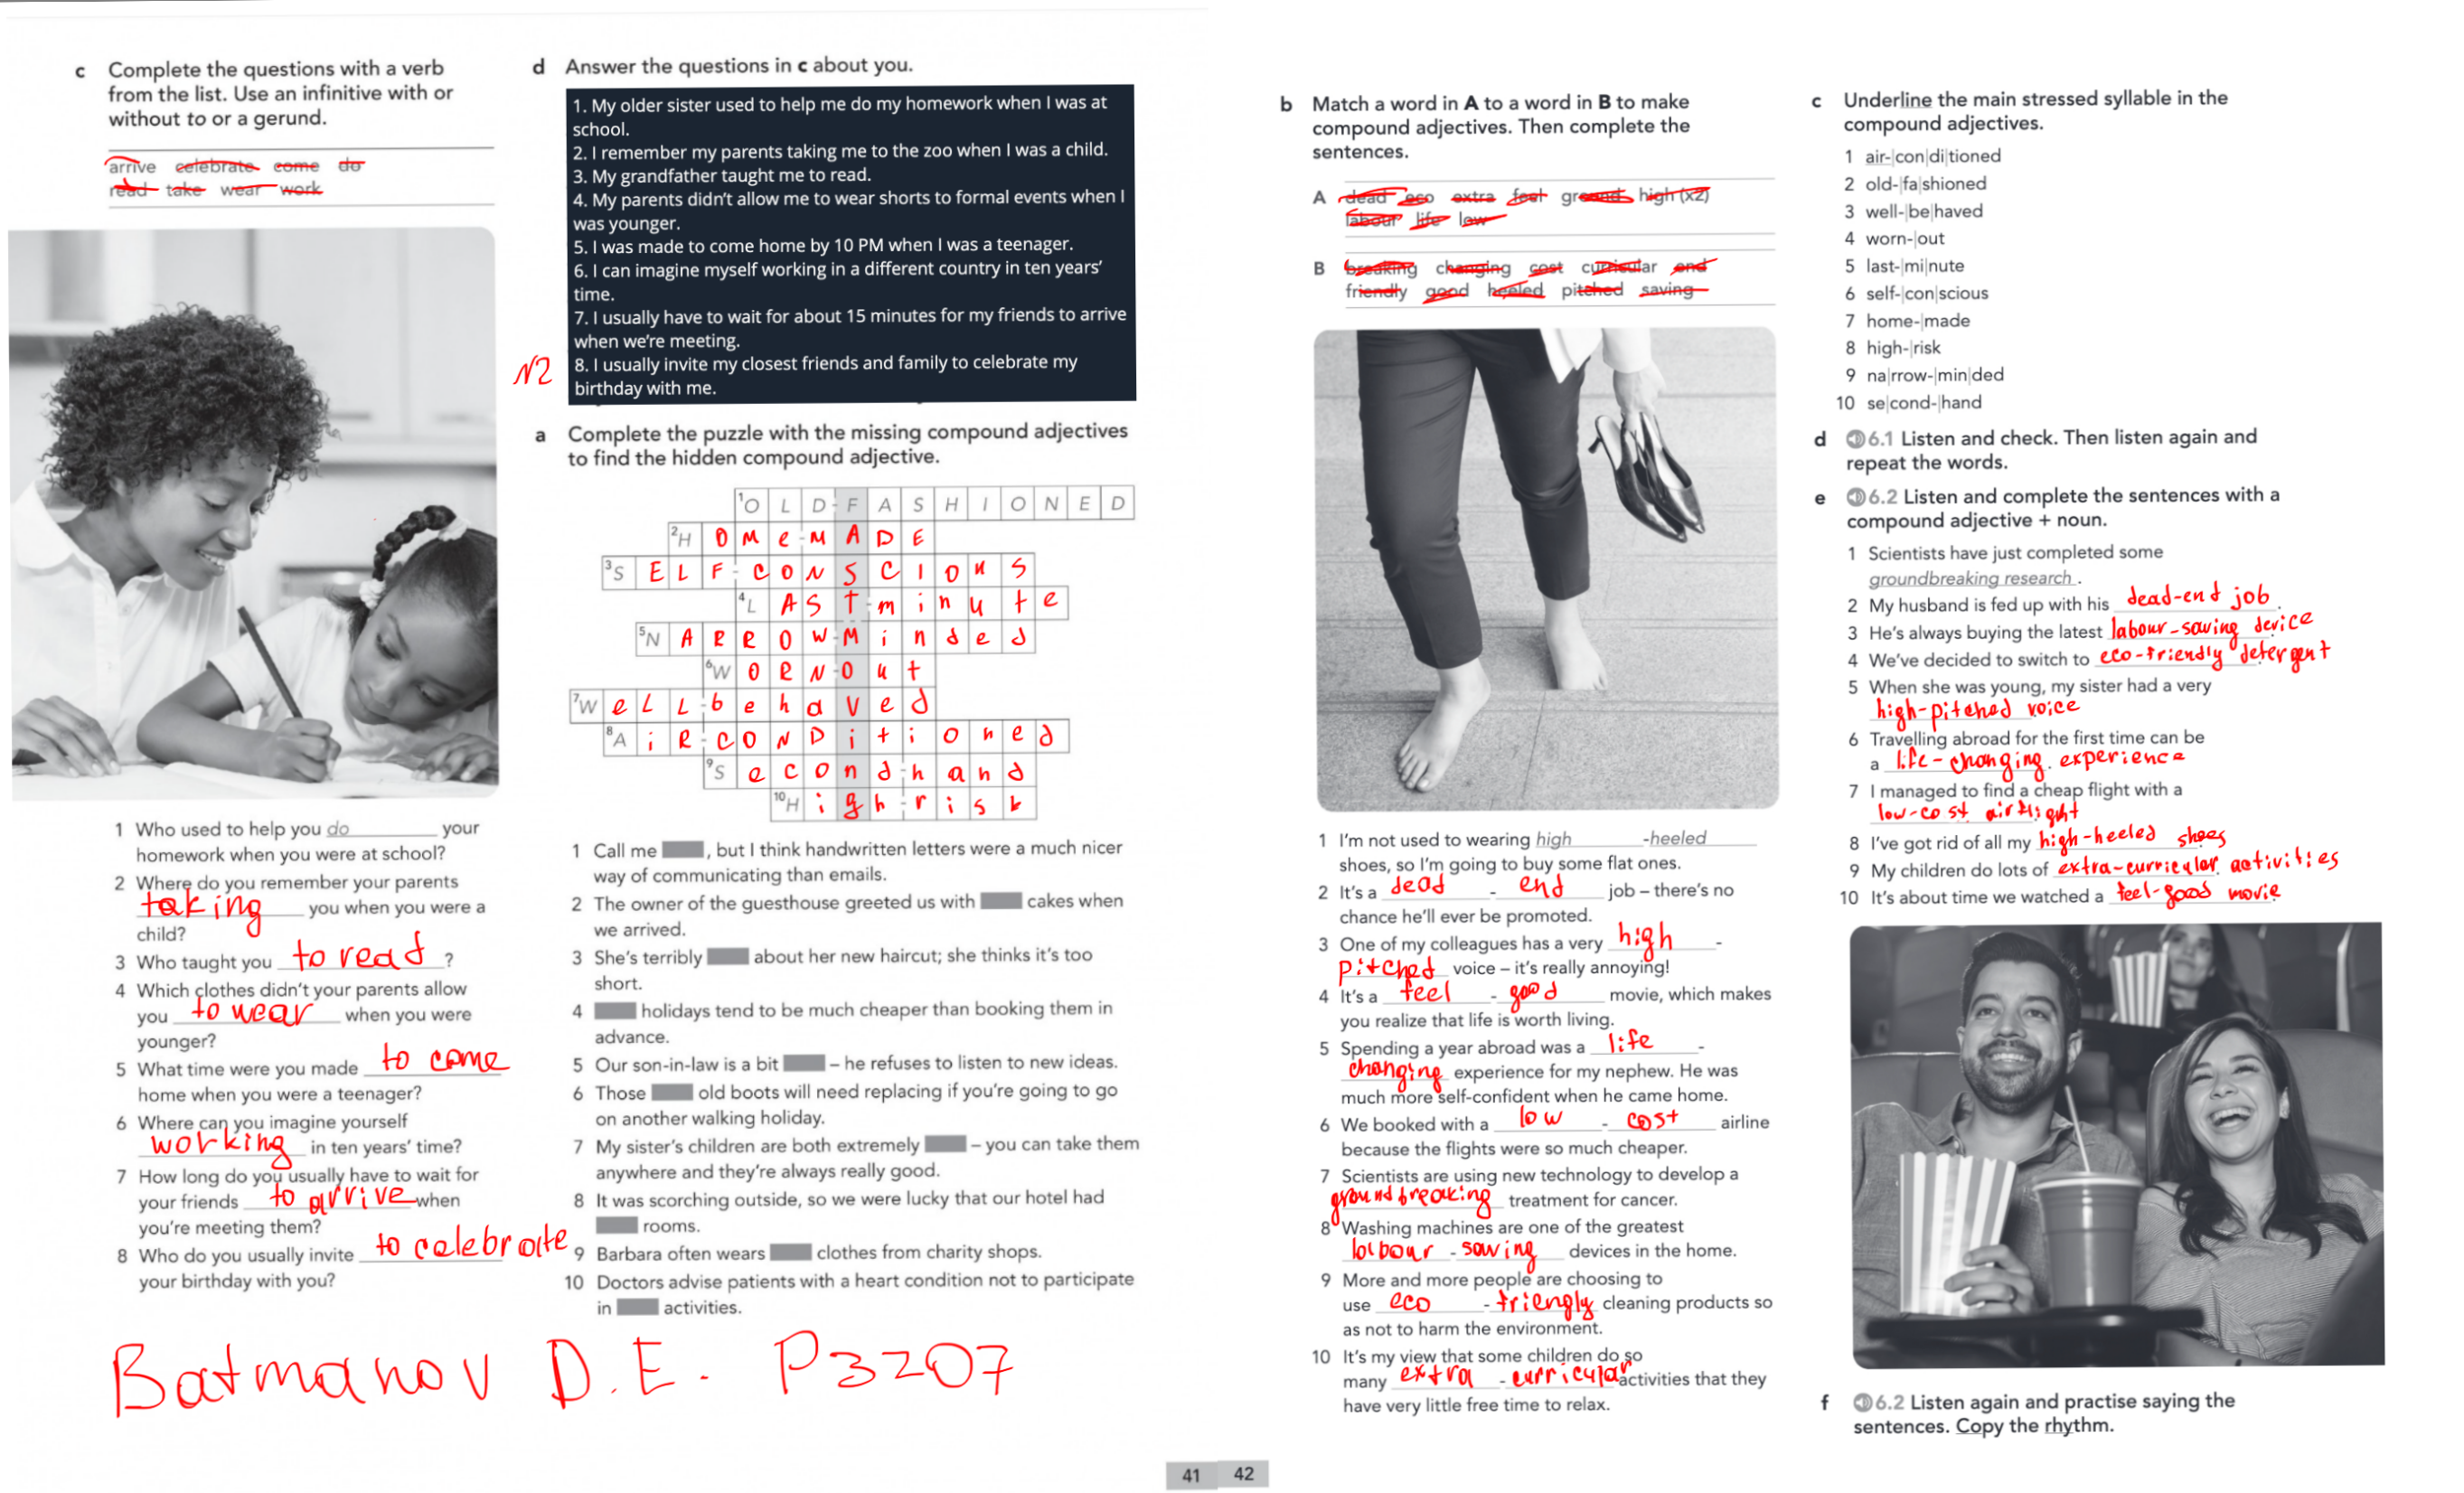 c Complete the questions with a verb
from the list. Use an infinitive with or
without to or a gerund.
arrive celebrate come do
read take wear work
1 Who used to help you do your
homework when you were at school?
2 Where do you remember your parents
taking you when you were a
child?
3 Who taught you to read ?
4 Which clothes didn't your parents allow
you to wear when you were
younger?
5 What time were you made to come
home when you were a teenager?
6 Where can you imagine yourself
working in ten years' time?
7 How long do you usually have to wait for
your friends to arrive when
you're meeting them?
8 Who do you usually invite to celebrate
your birthday with you?
d Answer the questions in c about you.
1. My older sister used to help me do my homework when I was at
school.
2. I remember my parents taking me to the zoo when I was a child.
3. My grandfather taught me to read.
4. My parents didn't allow me to wear shorts to formal events when I
was younger.
5. I was made to come home by 10 PM when I was a teenager.
6. I can imagine myself working in a different country in ten years'
time.
7. I usually have to wait for about 15 minutes for my friends to arrive
when we're meeting.
8. I usually invite my closest friends and family to celebrate my
birthday with me.
N2
a Complete the puzzle with the missing compound adjectives
to find the hidden compound adjective.
1 OLD-FASHIONED
2 HOMe-MADE
3 SELF-CONSCIOUS
4 LAST-minute
5 NARROW-Minded
6 WORN-Out
7 WeLL-behaved
8 AiR-CONDitioned
9 Second-hand
10 High-risk
1 Call me , but I think handwritten letters were a much nicer
way of communicating than emails.
2 The owner of the guesthouse greeted us with cakes when
we arrived.
3 She's terribly about her new haircut; she thinks it's too
short.
4 holidays tend to be much cheaper than booking them in
advance.
5 Our son-in-law is a bit – he refuses to listen to new ideas.
6 Those old boots will need replacing if you're going to go
on another walking holiday.
7 My sister's children are both extremely – you can take them
anywhere and they're always really good.
8 It was scorching outside, so we were lucky that our hotel had
rooms.
9 Barbara often wears clothes from charity shops.
10 Doctors advise patients with a heart condition not to participate
in activities.
Batmanov D.E. P3207
41
b Match a word in A to a word in B to make
compound adjectives. Then complete the
sentences.
A dead eco extra feel ground high (x2)
labour life low
B breaking changing cost curricular end
friendly good heeled pitched saving
1 I'm not used to wearing high -heeled
shoes, so I'm going to buy some flat ones.
2 It's a dead - end job – there's no
chance he'll ever be promoted.
3 One of my colleagues has a very high -
pitched voice – it's really annoying!
4 It's a feel - good movie, which makes
you realize that life is worth living.
5 Spending a year abroad was a life -
changing experience for my nephew. He was
much more self-confident when he came home.
6 We booked with a low - cost airline
because the flights were so much cheaper.
7 Scientists are using new technology to develop a
groundbreaking treatment for cancer.
8 Washing machines are one of the greatest
labour - saving devices in the home.
9 More and more people are choosing to
use eco - friengly cleaning products so
as not to harm the environment.
10 It's my view that some children do so
many extra - curricular activities that they
have very little free time to relax.
42
c Underline the main stressed syllable in the
compound adjectives.
1 air-|con|di|tioned
2 old-|fa|shioned
3 well-|be|haved
4 worn-|out
5 last-|mi|nute
6 self-|con|scious
7 home-|made
8 high-|risk
9 na|rrow-|min|ded
10 se|cond-|hand
d 6.1 Listen and check. Then listen again and
repeat the words.
e 6.2 Listen and complete the sentences with a
compound adjective + noun.
1 Scientists have just completed some
groundbreaking research .
2 My husband is fed up with his dead-end job .
3 He's always buying the latest labour-saving device .
4 We've decided to switch to eco-friendly detergent .
5 When she was young, my sister had a very
high-pitched voice .
6 Travelling abroad for the first time can be
a life-changing experience .
7 I managed to find a cheap flight with a
low-cost
8 I've got rid of all my high-heeled shoes .
9 My children do lots of extra-curricular activities .
10 It's about time we watched a feel-good movie .
f 6.2 Listen again and practise saying the
sentences. Copy the rhythm.